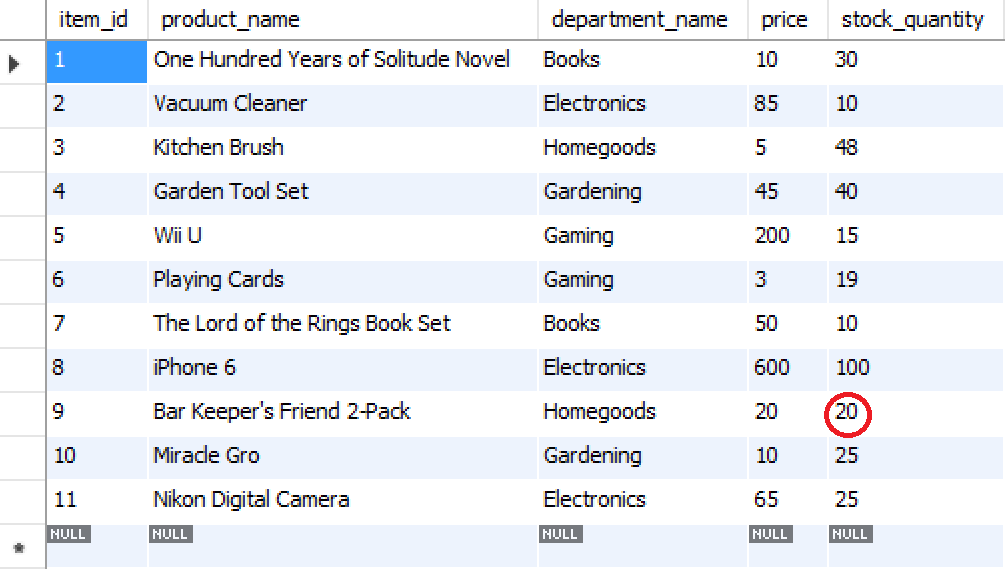 item_id product_name department_name price stock_quantity
1 One Hundred Years of Solitude Novel Books 10 30
2 Vacuum Cleaner Electronics 85 10
3 Kitchen Brush Homegoods 5 48
4 Garden Tool Set Gardening 45 40
5 Wii U Gaming 200 15
6 Playing Cards Gaming 3 19
7 The Lord of the Rings Book Set Books 50 10
8 iPhone 6 Electronics 600 100
9 Bar Keeper's Friend 2-Pack Homegoods 20 20
10 Miracle Gro Gardening 10 25
11 Nikon Digital Camera Electronics 65 25
NULL NULL NULL NULL NULL